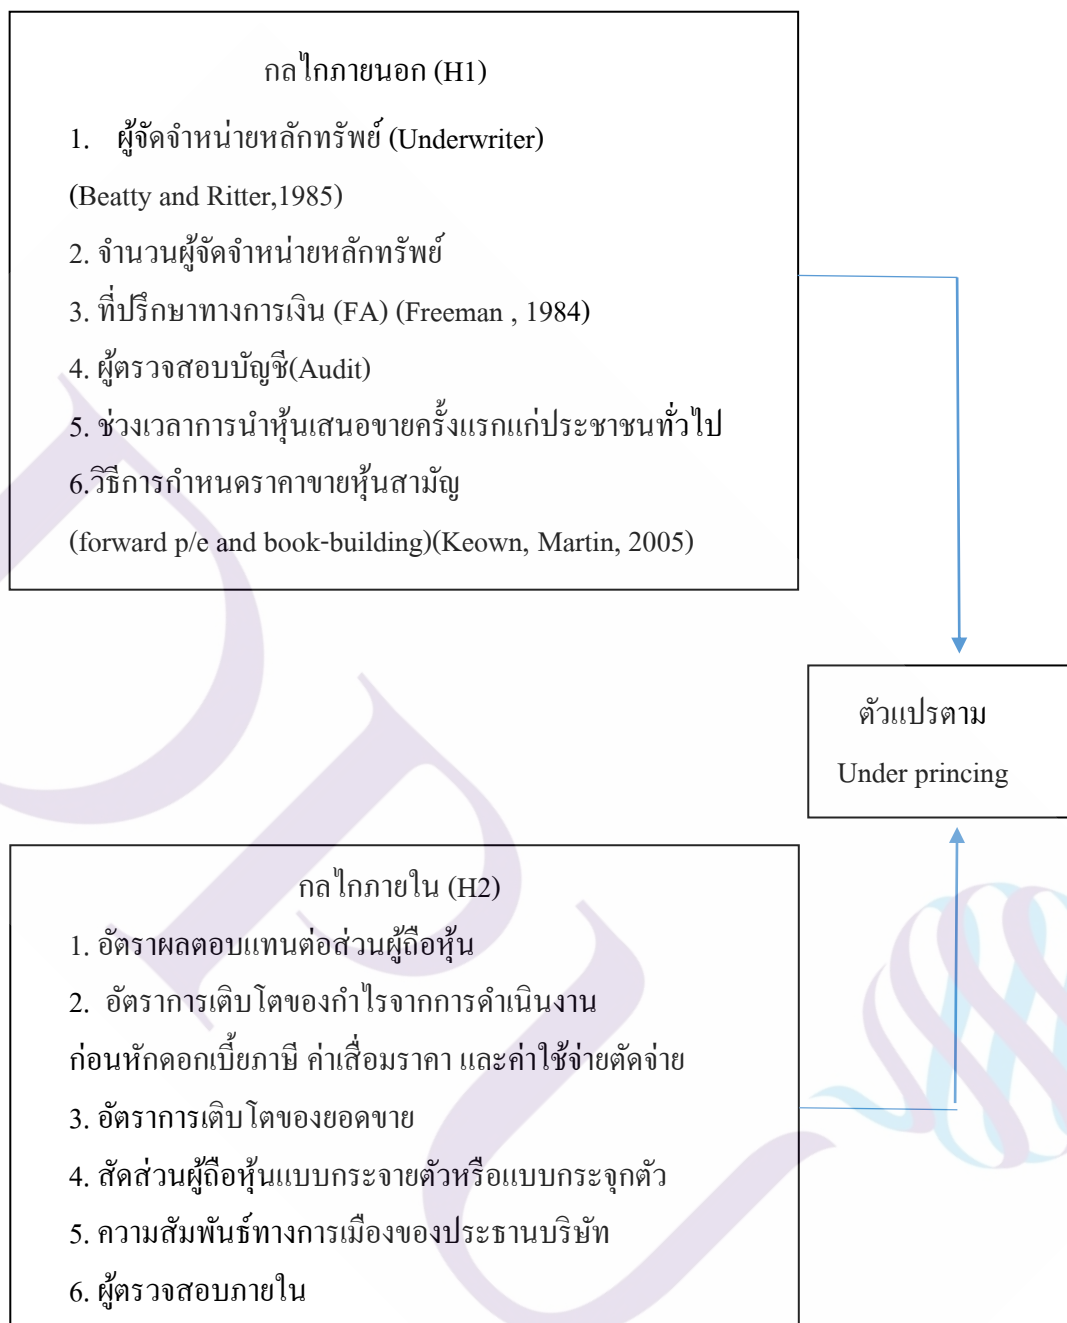 กลไกภายนอก (H1)
1. ผู้จัดจำหน่ายหลักทรัพย์ (Underwriter)
(Beatty and Ritter,1985)
2. จำนวนผู้จัดจำหน่ายหลักทรัพย์
3. ที่ปรึกษาทางการเงิน (FA) (Freeman , 1984)
4. ผู้ตรวจสอบบัญชี(Audit)
5. ช่วงเวลาการนำหุ้นเสนอขายครั้งแรกแก่ประชาชนทั่วไป
6.วิธีการกำหนดราคาขายหุ้นสามัญ
(forward p/e and book-building)(Keown, Martin, 2005)
ตัวแปรตาม
Under princing
กลไกภายใน (H2)
1. อัตราผลตอบแทนต่อส่วนผู้ถือหุ้น
2. อัตราการเติบโตของกำไรจากการดำเนินงาน
ก่อนหักดอกเบี้ยภาษี ค่าเสื่อมราคา และค่าใช้จ่ายตัดจ่าย
3. อัตราการเติบโตของยอดขาย
4. สัดส่วนผู้ถือหุ้นแบบกระจายตัวหรือแบบกระจุกตัว
5. ความสัมพันธ์ทางการเมืองของประธานบริษัท
6. ผู้ตรวจสอบภายใน
DPU